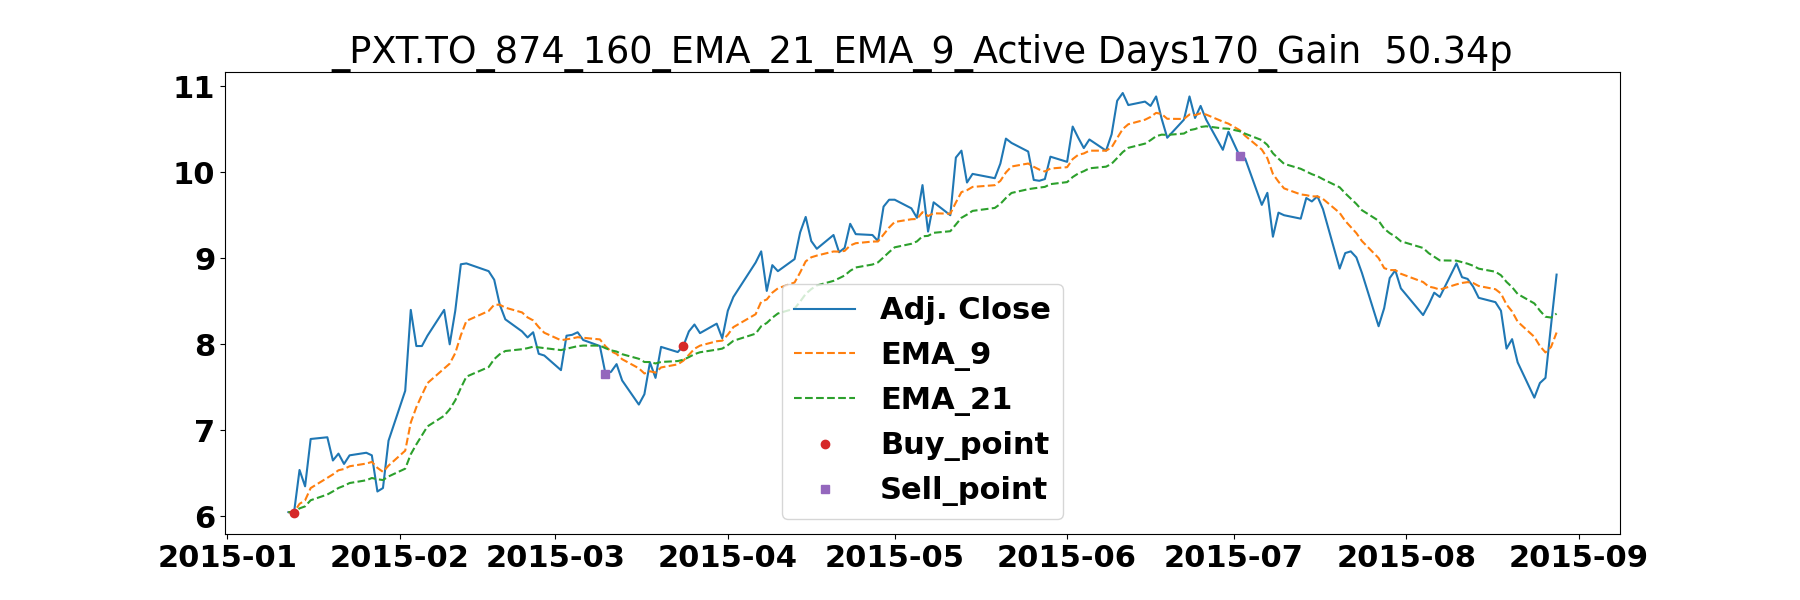 _PXT.TO_874_160_EMA_21_EMA_9_Active Days170_Gain  50.34p
11
10
9
8
7
6
2015-01 2015-02 2015-03 2015-04 2015-05 2015-06 2015-07 2015-08 2015-09
Adj. Close
EMA_9
EMA_21
Buy_point
Sell_point